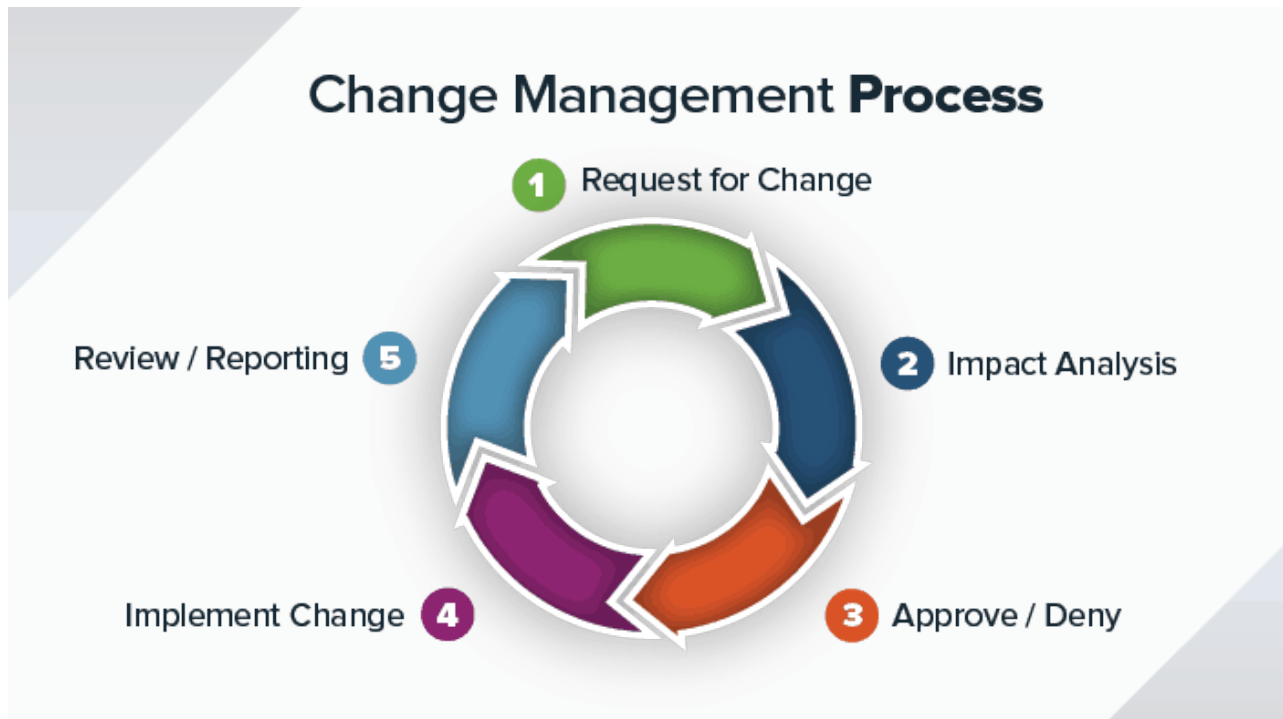 Change Management Process
1 Request for Change
2 Impact Analysis
3 Approve / Deny
4 Implement Change
5 Review / Reporting